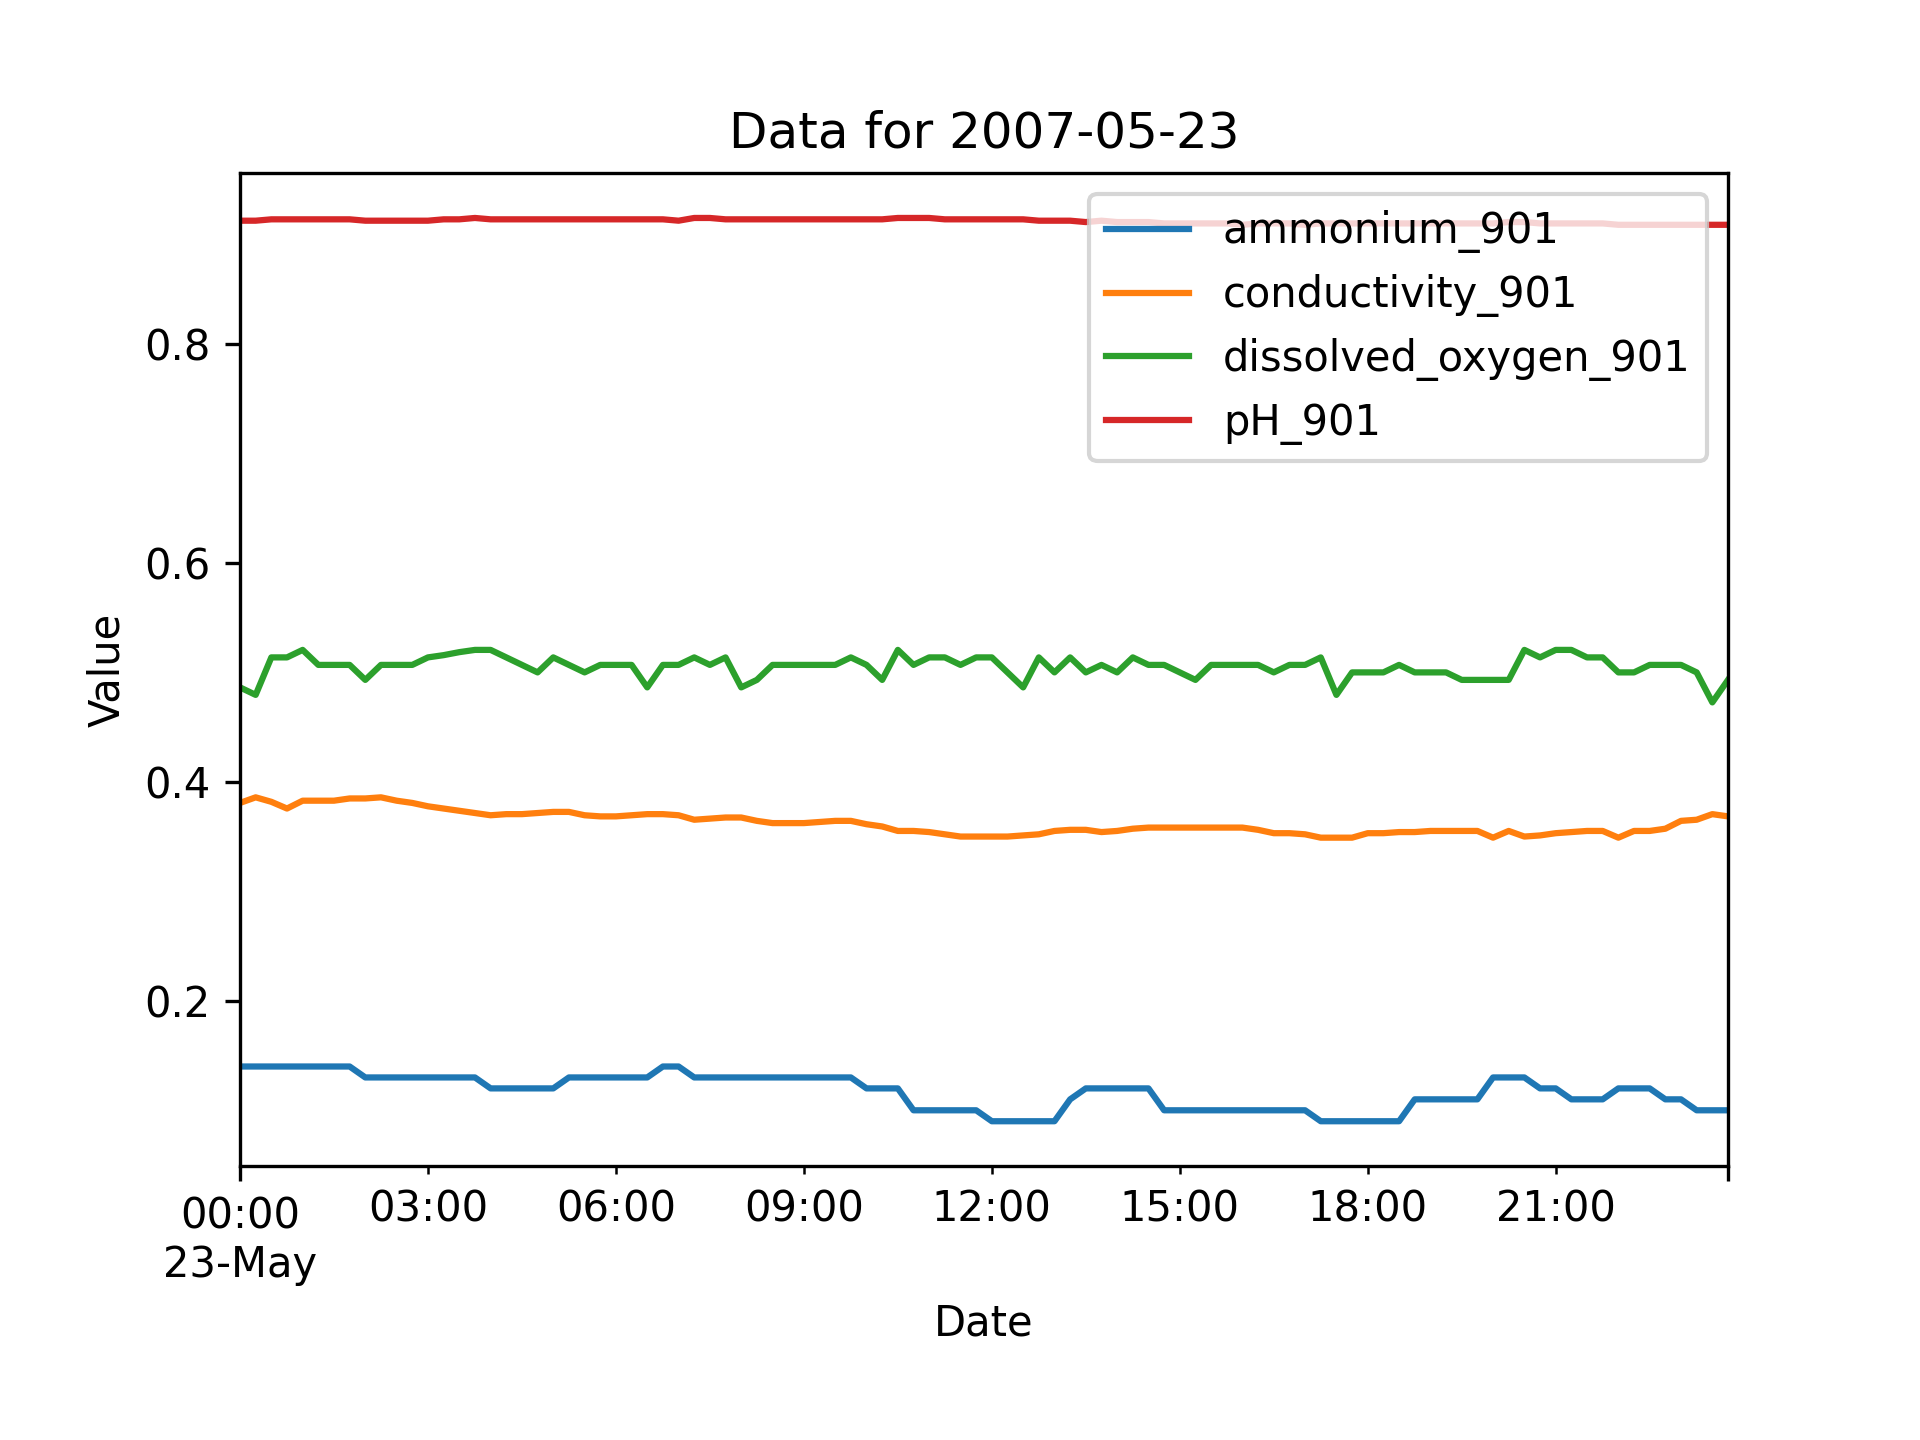 Data for 2007-05-23
ammonium_901
conductivity_901
dissolved_oxygen_901
pH_901
Value
0.8
0.6
0.4
0.2
00:00 03:00 06:00 09:00 12:00 15:00 18:00 21:00
23-May
Date